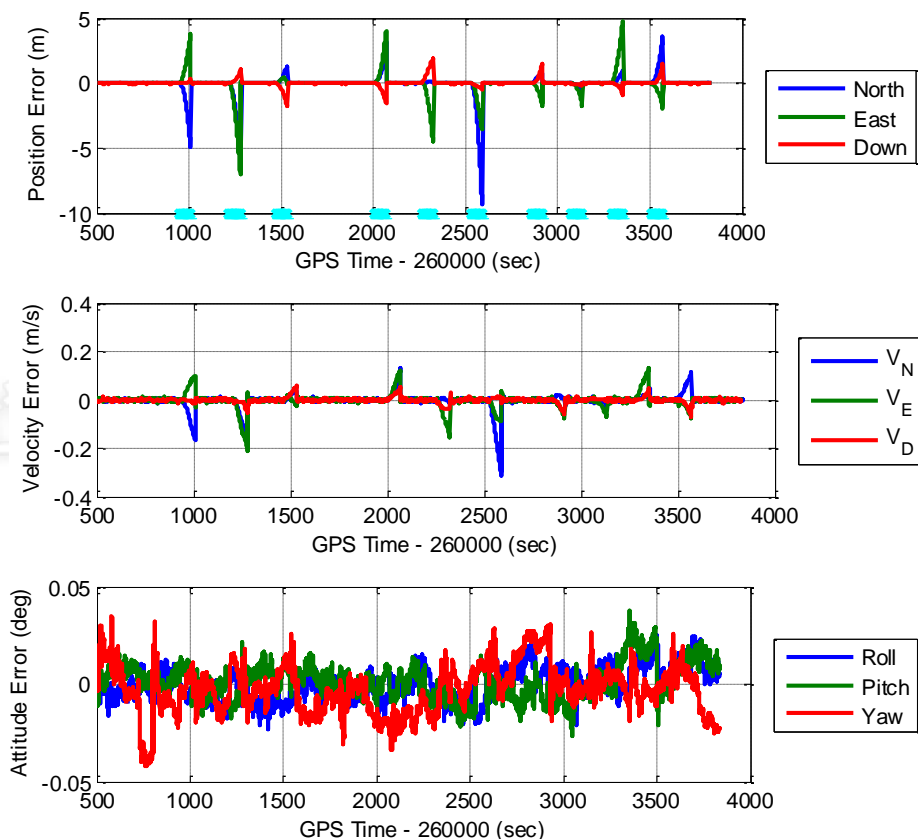 5
0
-5
-10
Position Error (m)
500 1000 1500 2000 2500 3000 3500 4000
GPS Time - 260000 (sec)
North
East
Down
0.4
0.2
0
-0.2
-0.4
Velocity Error (m/s)
500 1000 1500 2000 2500 3000 3500 4000
GPS Time - 260000 (sec)
V_N
V_E
V_D
0.05
0
-0.05
Attitude Error (deg)
500 1000 1500 2000 2500 3000 3500 4000
GPS Time - 260000 (sec)
Roll
Pitch
Yaw